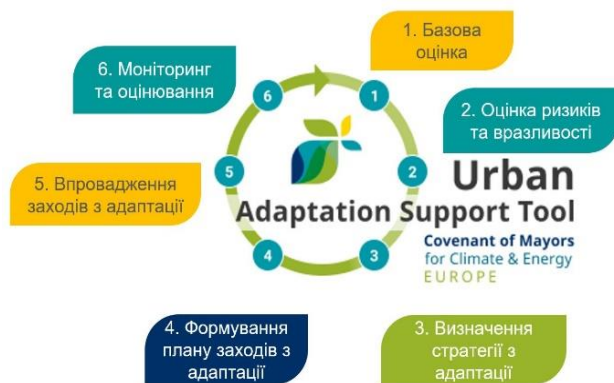 1. Базова
оцінка
6. Моніторинг
та оцінювання
6
1
2. Оцінка ризиків
та вразливості
5
2
5. Впровадження
заходів з адаптації
Urban
Adaptation Support Tool
Covenant of Mayors
for Climate & Energy
EUROPE
4
3
4. Формування
плану заходів з
адаптації
3. Визначення
стратегії з
адаптації